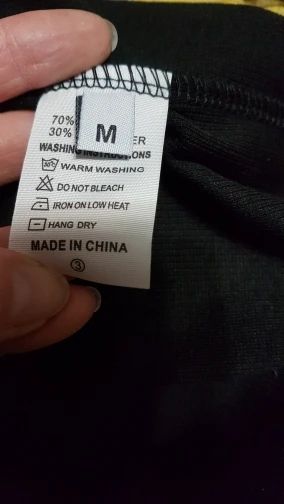 70%
30% ER
M
WASHING INSTRUCTIONS
30° WARM WASHING
DO NOT BLEACH
IRON ON LOW HEAT
HANG DRY
MADE IN CHINA
3